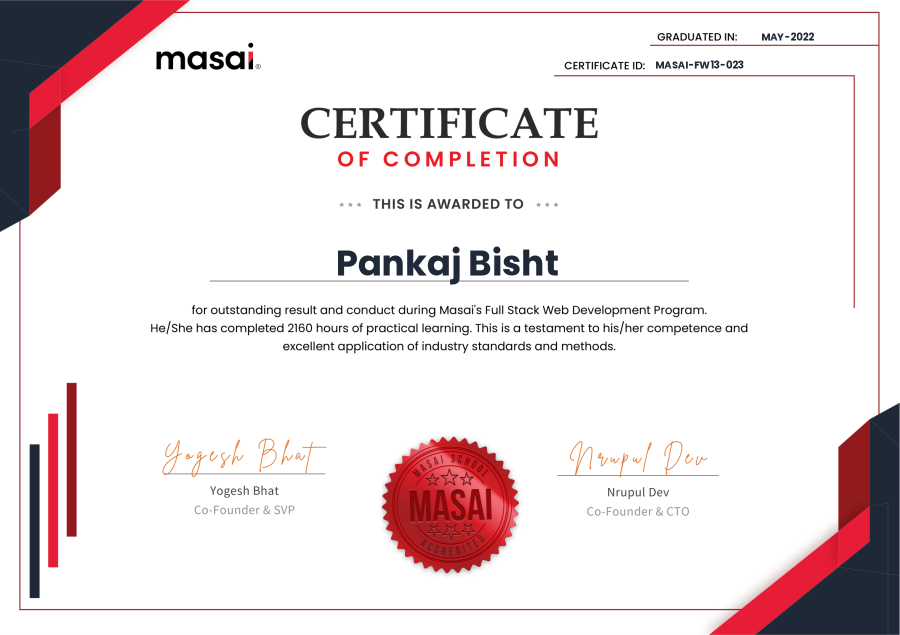 masai.
GRADUATED IN: MAY-2022
CERTIFICATE ID: MASAI-FW13-023
CERTIFICATE
OF COMPLETION
*** THIS IS AWARDED TO ***
Pankaj Bisht
for outstanding result and conduct during Masai's Full Stack Web Development Program.
He/She has completed 2160 hours of practical learning. This is a testament to his/her competence and
excellent application of industry standards and methods.
Yogesh Bhat
Yogesh Bhat
Co-Founder & SVP
MASAI SCHOOL
MASAI
ACCREDITED
Nrupul Dev
Nrupul Dev
Co-Founder & CTO